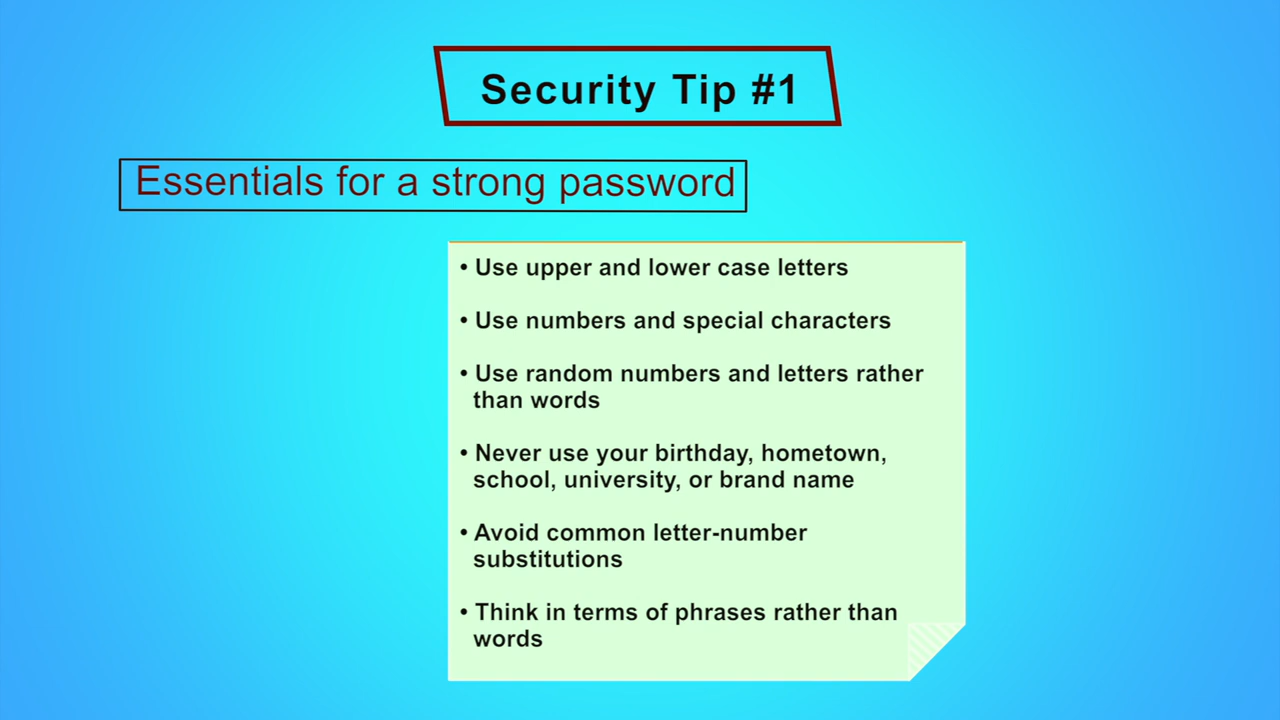 Security Tip #1
Essentials for a strong password
• Use upper and lower case letters
• Use numbers and special characters
• Use random numbers and letters rather
than words
• Never use your birthday, hometown,
school, university, or brand name
• Avoid common letter-number
substitutions
• Think in terms of phrases rather than
words